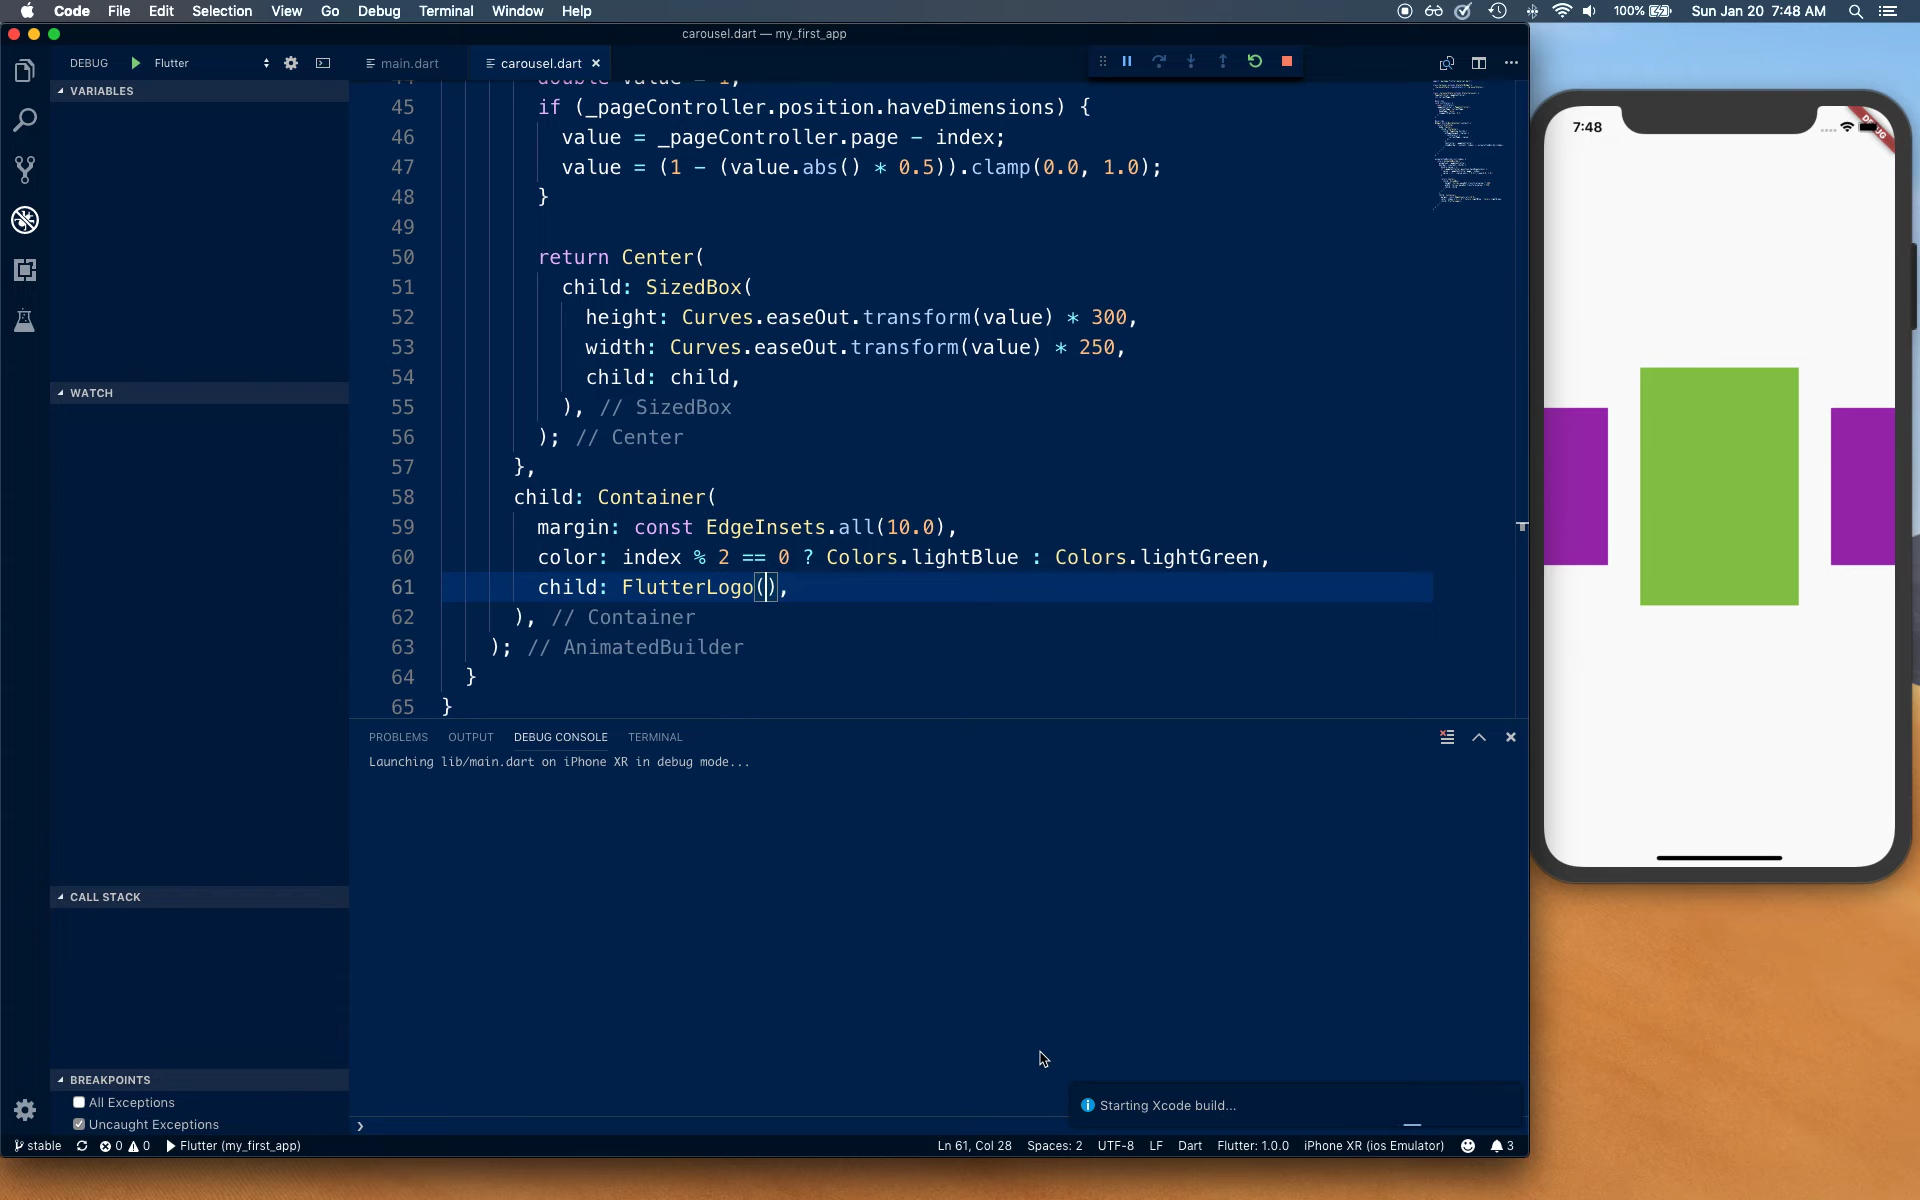 Code File Edit Selection View Go Debug Terminal Window Help
100% Sun Jan 20 7:48 AM
carousel.dart — my_first_app
DEBUG Flutter
main.dart carousel.dart
VARIABLES
WATCH
CALL STACK
BREAKPOINTS
All Exceptions
Uncaught Exceptions
44 double value = 1;
45 if (_pageController.position.haveDimensions) {
46 value = _pageController.page - index;
47 value = (1 - (value.abs() * 0.5)).clamp(0.0, 1.0);
48 }
49
50 return Center(
51 child: SizedBox(
52 height: Curves.easeOut.transform(value) * 300,
53 width: Curves.easeOut.transform(value) * 250,
54 child: child,
55 ), // SizedBox
56 ); // Center
57 },
58 child: Container(
59 margin: const EdgeInsets.all(10.0),
60 color: index % 2 == 0 ? Colors.lightBlue : Colors.lightGreen,
61 child: FlutterLogo(),
62 ), // Container
63 ); // AnimatedBuilder
64 }
65 }
PROBLEMS OUTPUT DEBUG CONSOLE TERMINAL
Launching lib/main.dart on iPhone XR in debug mode...
Starting Xcode build...
stable 0 0 Flutter (my_first_app)
Ln 61, Col 28 Spaces: 2 UTF-8 LF Dart Flutter: 1.0.0 iPhone XR (ios Emulator) 3
7:48
DEBUG